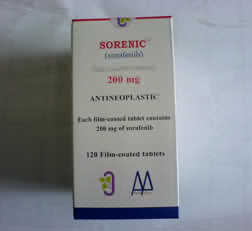 SORENIC
(sorafenib)
200 mg
ANTINEOPLASTIC
Each film-coated tablet contains
200 mg of sorafenib
120 Film-coated tablets